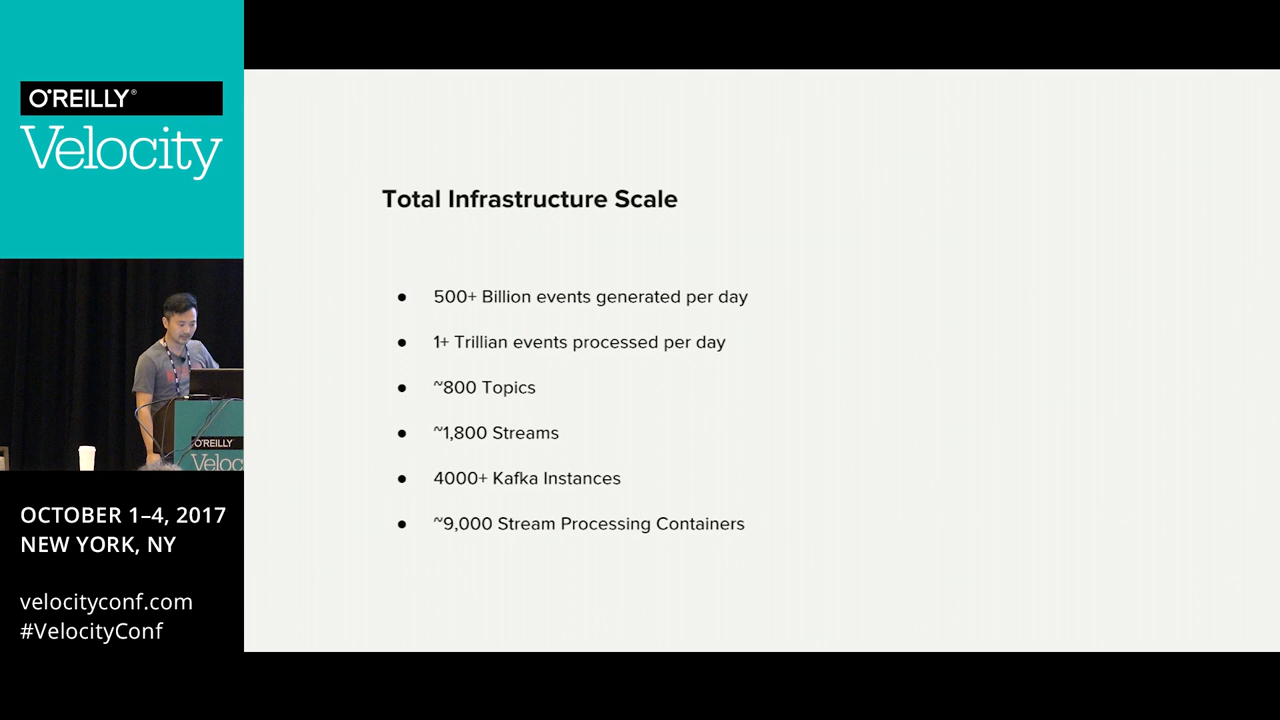 O'REILLY®
Velocity
Total Infrastructure Scale
● 500+ Billion events generated per day
● 1+ Trillian events processed per day
● ~800 Topics
● ~1,800 Streams
● 4000+ Kafka Instances
● ~9,000 Stream Processing Containers
O'REILLY
Veloc
OCTOBER 1–4, 2017
NEW YORK, NY
velocityconf.com
#VelocityConf